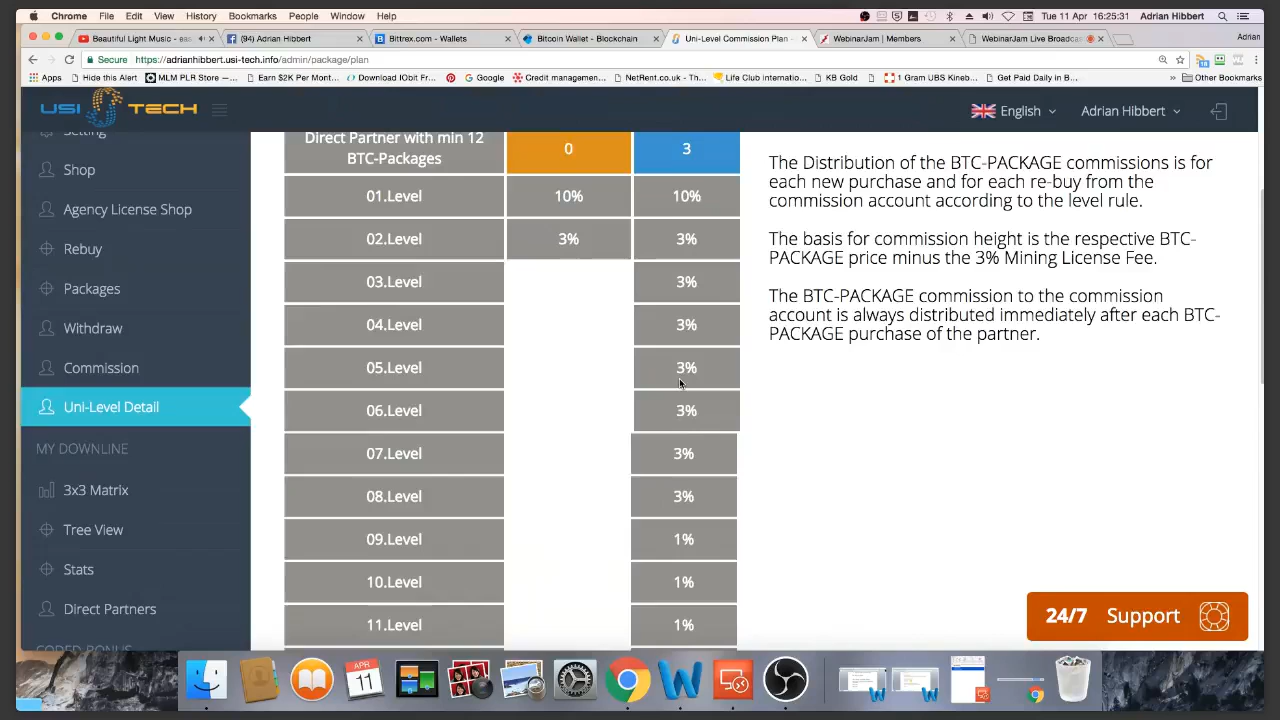 Chrome File Edit View History Bookmarks People Window Help
Tue 11 Apr 16:25:31 Adrian Hibbert
Beautiful Light Music - eas
(94) Adrian Hibbert
Bittrex.com - Wallets
Bitcoin Wallet - Blockchain
Uni-Level Commission Plan -
WebinarJam | Members
WebinarJam Live Broadca
Adrian
Secure https://adrianhibbert.usi-tech.info/admin/package/plan
Apps Hide this Alert MLM PLR Store —... Earn $2K Per Mont... Download IObit Fr... Google Credit managemen... NetRent.co.uk - Th... Life Club Internatio... KB Gold 1 Gram UBS Kineb... Get Paid Daily in B... » Other Bookmarks
USI TECH
English Adrian Hibbert
Setting
Shop
Agency License Shop
Rebuy
Packages
Withdraw
Commission
Uni-Level Detail
MY DOWNLINE
3x3 Matrix
Tree View
Stats
Direct Partners
Direct Partner with min 12
BTC-Packages
0 3
01.Level 10% 10%
02.Level 3% 3%
03.Level 3%
04.Level 3%
05.Level 3%
06.Level 3%
07.Level 3%
08.Level 3%
09.Level 1%
10.Level 1%
11.Level 1%
The Distribution of the BTC-PACKAGE commissions is for
each new purchase and for each re-buy from the
commission account according to the level rule.
The basis for commission height is the respective BTC-
PACKAGE price minus the 3% Mining License Fee.
The BTC-PACKAGE commission to the commission
account is always distributed immediately after each BTC-
PACKAGE purchase of the partner.
24/7 Support
APR
11